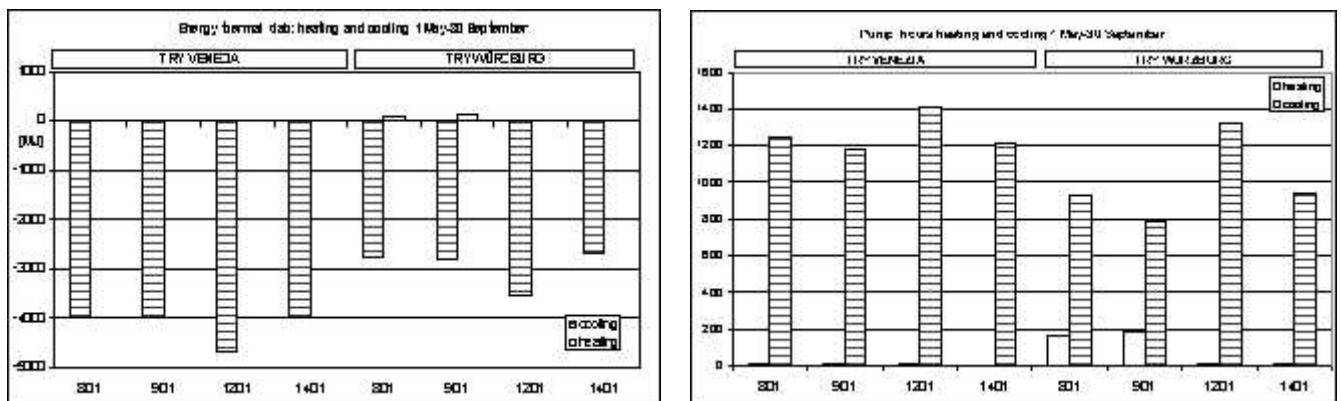 Energy thermal slab: heating and cooling 1 May-30 September
TRY VENEZIA TRY WÜRZBURG
1000
0
[MJ]
-1000
-2000
-3000
-4000
-5000
cooling
heating
801 901 1201 1401 801 901 1201 1401
Pump hours heating and cooling 1 May-30 September
TRY VENEZIA TRY WÜRZBURG
1600
1400
1200
1000
800
600
400
200
0
heating
cooling
801 901 1201 1401 801 901 1201 1401